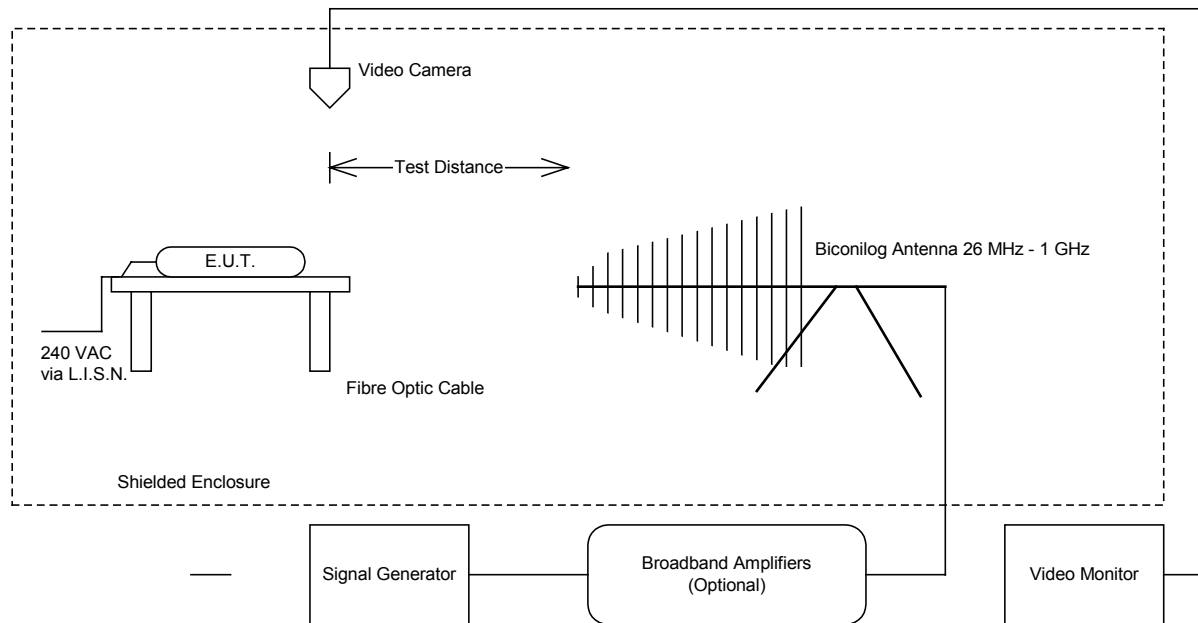 Video Camera
Test Distance
E.U.T.
Biconilog Antenna 26 MHz - 1 GHz
240 VAC
via L.I.S.N.
Fibre Optic Cable
Shielded Enclosure
Signal Generator
Broadband Amplifiers
(Optional)
Video Monitor